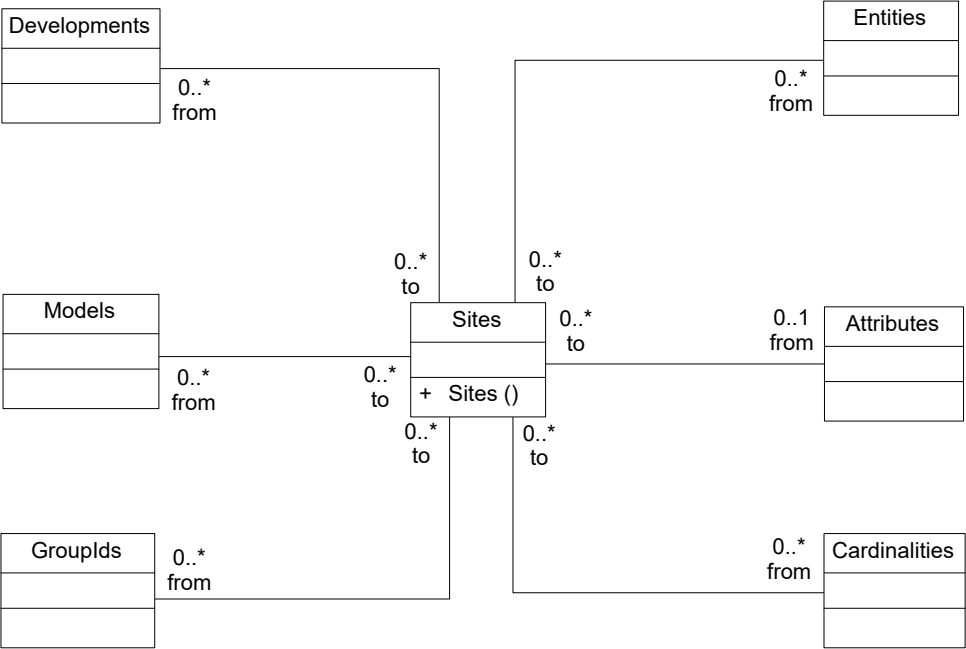 Developments
0..*
from
Entities
0..*
from
0..*
to
0..*
to
Models
0..*
from
0..*
to
Sites
+ Sites ()
0..*
to
0..1
from
Attributes
0..*
to
0..*
to
GroupIds
0..*
from
0..*
from
Cardinalities